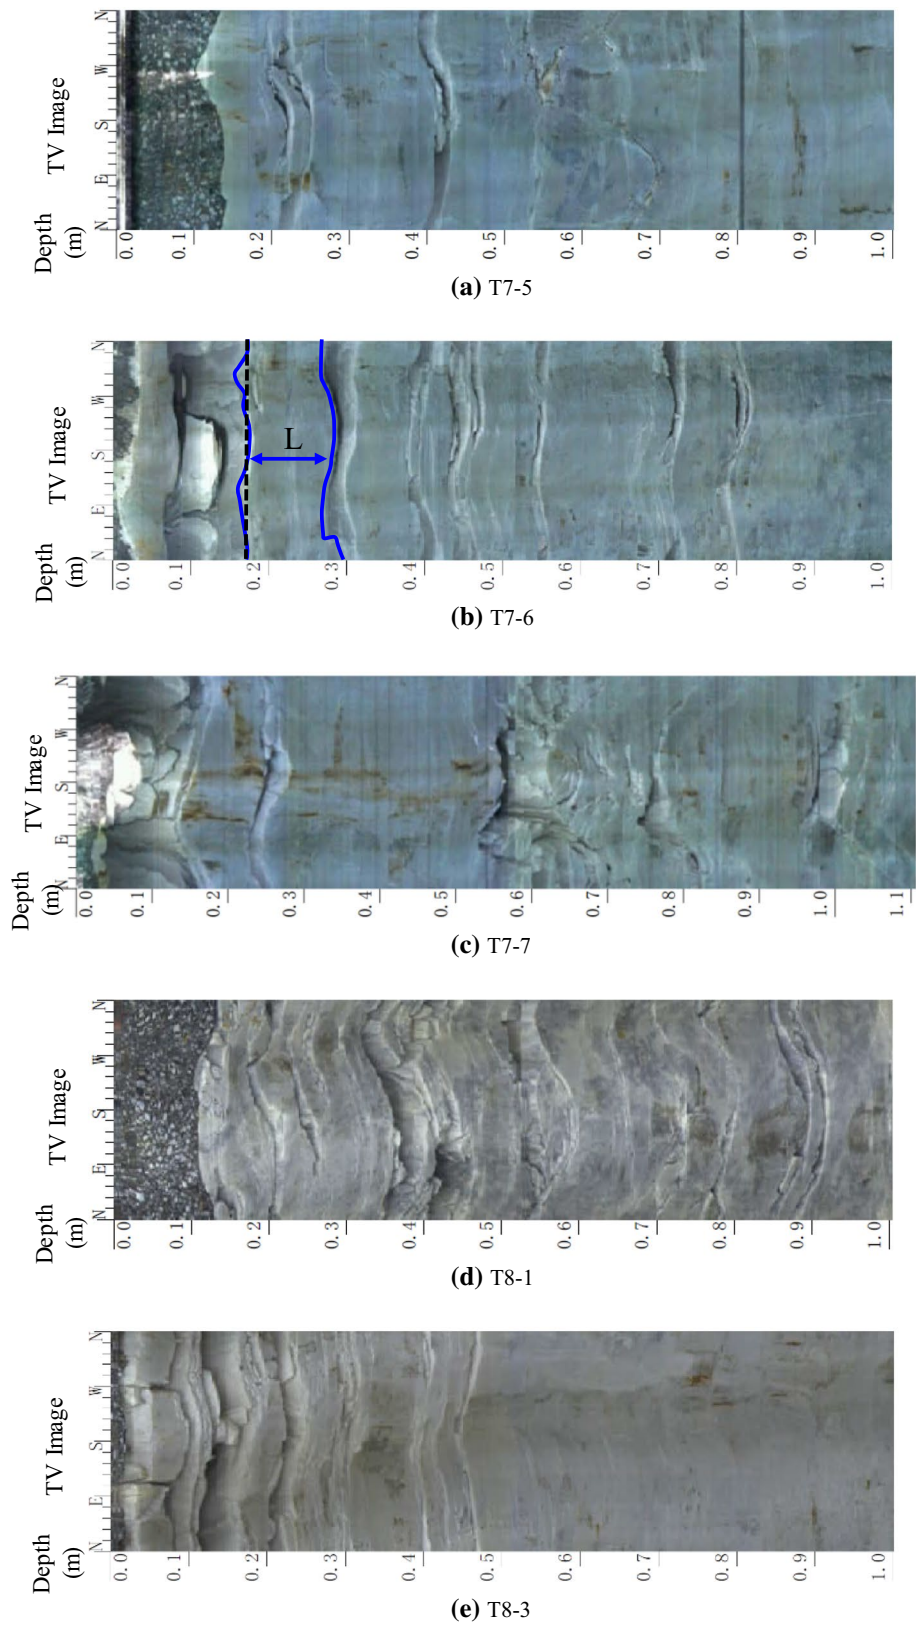 TV Image
N W S E N
Depth
(m)
0.0 0.1 0.2 0.3 0.4 0.5 0.6 0.7 0.8 0.9 1.0
(a) T7-5
TV Image
N W S E N
L
Depth
(m)
0.0 0.1 0.2 0.3 0.4 0.5 0.6 0.7 0.8 0.9 1.0
(b) T7-6
TV Image
N W S E N
Depth
(m)
0.0 0.1 0.2 0.3 0.4 0.5 0.6 0.7 0.8 0.9 1.0 1.1
(c) T7-7
TV Image
N W S E N
Depth
(m)
0.0 0.1 0.2 0.3 0.4 0.5 0.6 0.7 0.8 0.9 1.0
(d) T8-1
TV Image
N W S E N
Depth
(m)
0 0.1 0.2 0.3 0.4 0.5 0.6 0.7 0.8 0.9 1.0
(e) T8-3